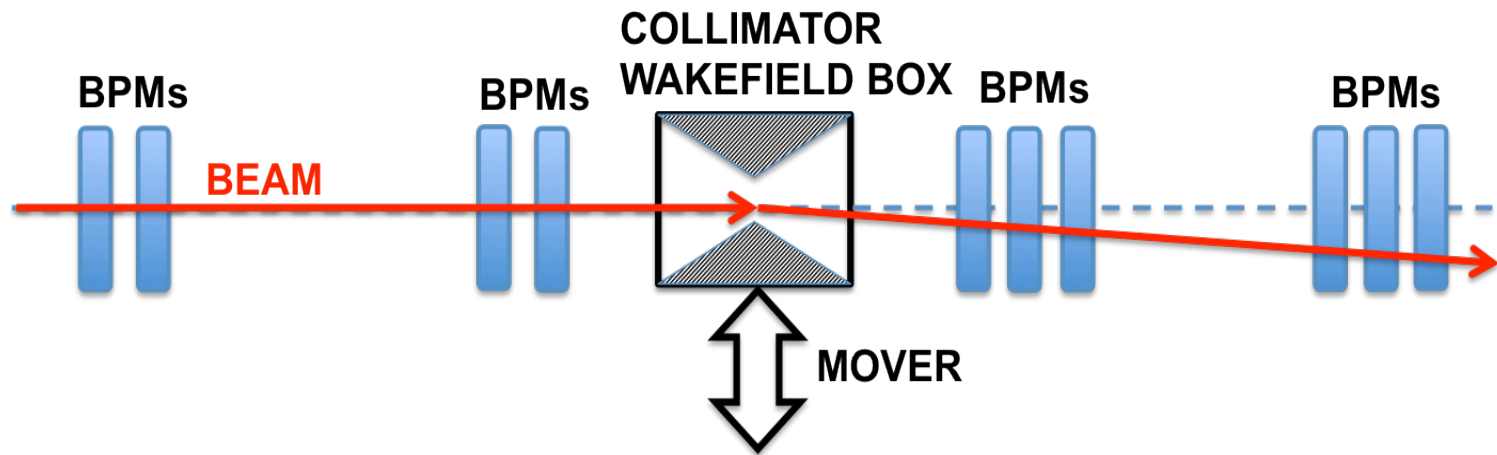 COLLIMATOR
WAKEFIELD BOX
BPMs
BPMs
BPMs
BPMs
BEAM
MOVER